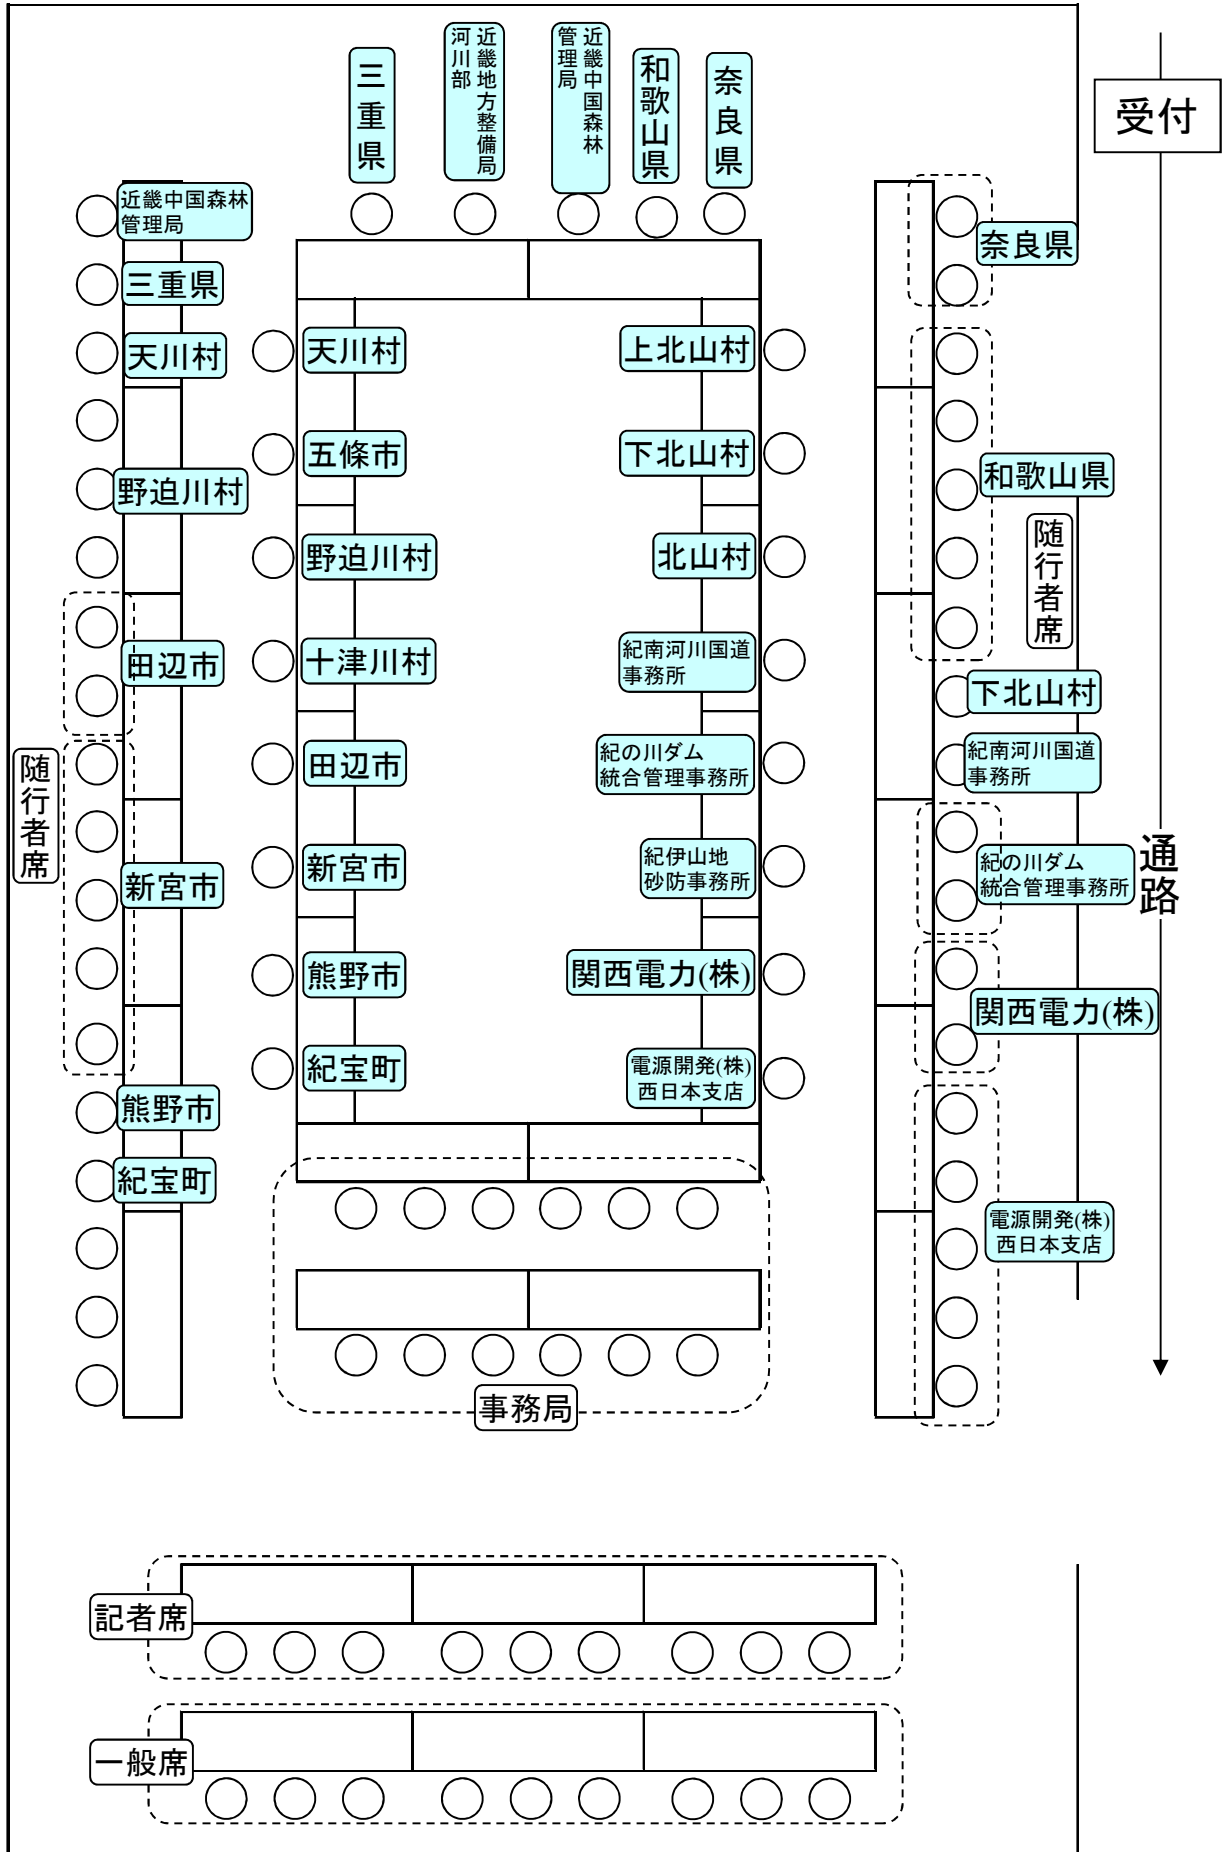 受付
三重県
近畿地方整備局
河川部
近畿中国森林
管理局
和歌山県
奈良県
近畿中国森林
管理局
三重県
天川村
野迫川村
田辺市
随行者席
新宮市
熊野市
紀宝町
天川村
五條市
野迫川村
十津川村
田辺市
新宮市
熊野市
紀宝町
上北山村
下北山村
北山村
紀南河川国道
事務所
紀の川ダム
統合管理事務所
紀伊山地
砂防事務所
関西電力(株)
電源開発(株)
西日本支店
奈良県
和歌山県
随行者席
下北山村
紀南河川国道
事務所
紀の川ダム
統合管理事務所
通路
関西電力(株)
電源開発(株)
西日本支店
事務局
記者席
一般席